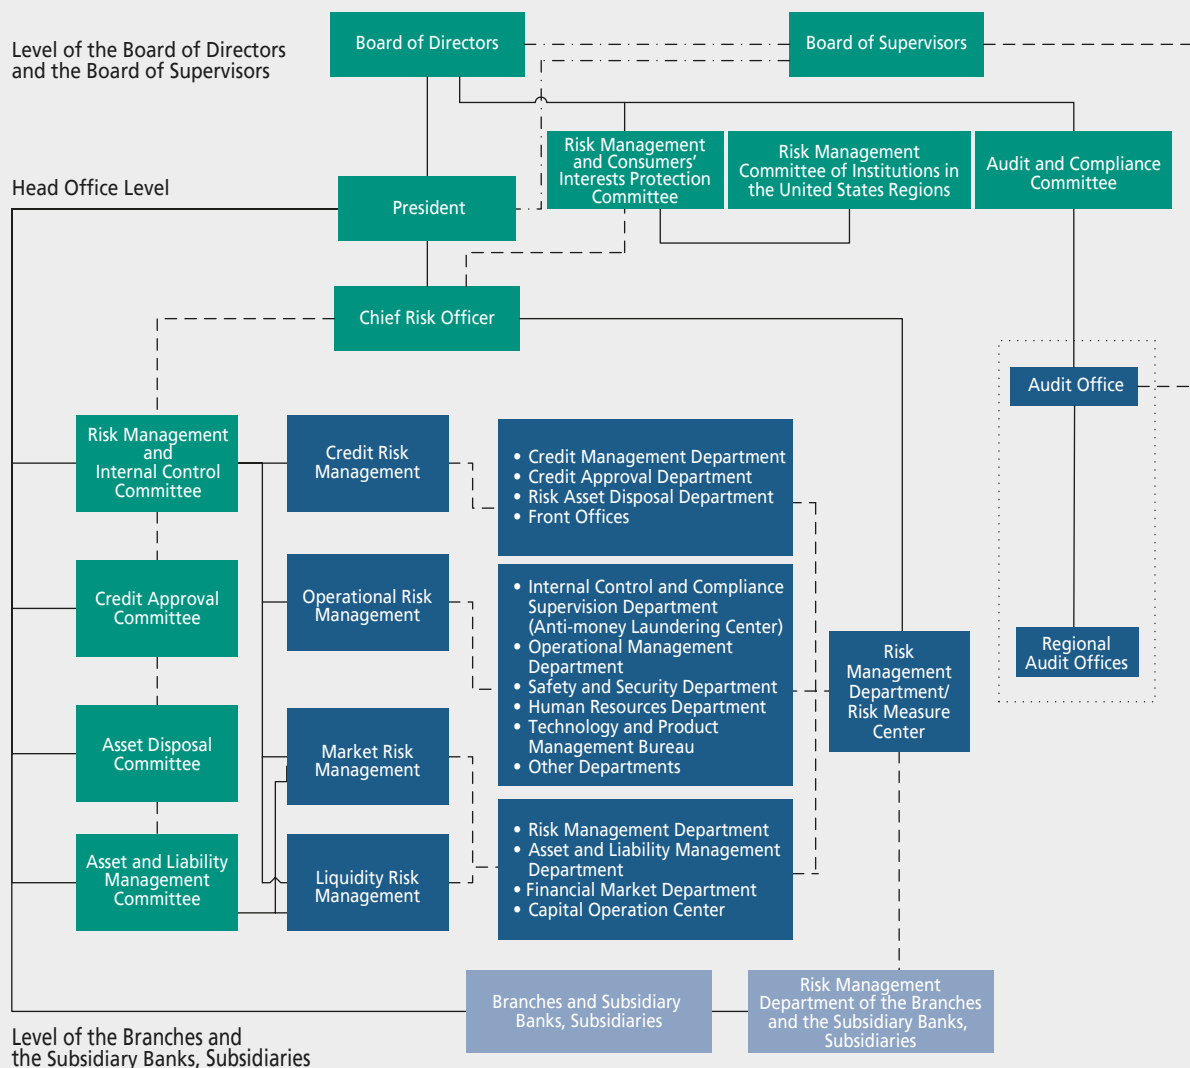 Level of the Board of Directors
and the Board of Supervisors
Board of Directors
Board of Supervisors
Risk Management
and Consumers’
Interests Protection
Committee
Risk Management
Committee of Institutions in
the United States Regions
Audit and Compliance
Committee
Head Office Level
President
Chief Risk Officer
Audit Office
Regional
Audit Offices
Risk Management
and
Internal Control
Committee
Credit Approval
Committee
Asset Disposal
Committee
Asset and Liability
Management
Committee
Credit Risk
Management
Operational Risk
Management
Market Risk
Management
Liquidity Risk
Management
• Credit Management Department
• Credit Approval Department
• Risk Asset Disposal Department
• Front Offices
• Internal Control and Compliance
Supervision Department
(Anti-money Laundering Center)
• Operational Management
Department
• Safety and Security Department
• Human Resources Department
• Technology and Product
Management Bureau
• Other Departments
• Risk Management Department
• Asset and Liability Management
Department
• Financial Market Department
• Capital Operation Center
Risk
Management
Department/
Risk Measure
Center
Branches and Subsidiary
Banks, Subsidiaries
Risk Management
Department of the Branches
and the Subsidiary Banks,
Subsidiaries
Level of the Branches and
the Subsidiary Banks, Subsidiaries